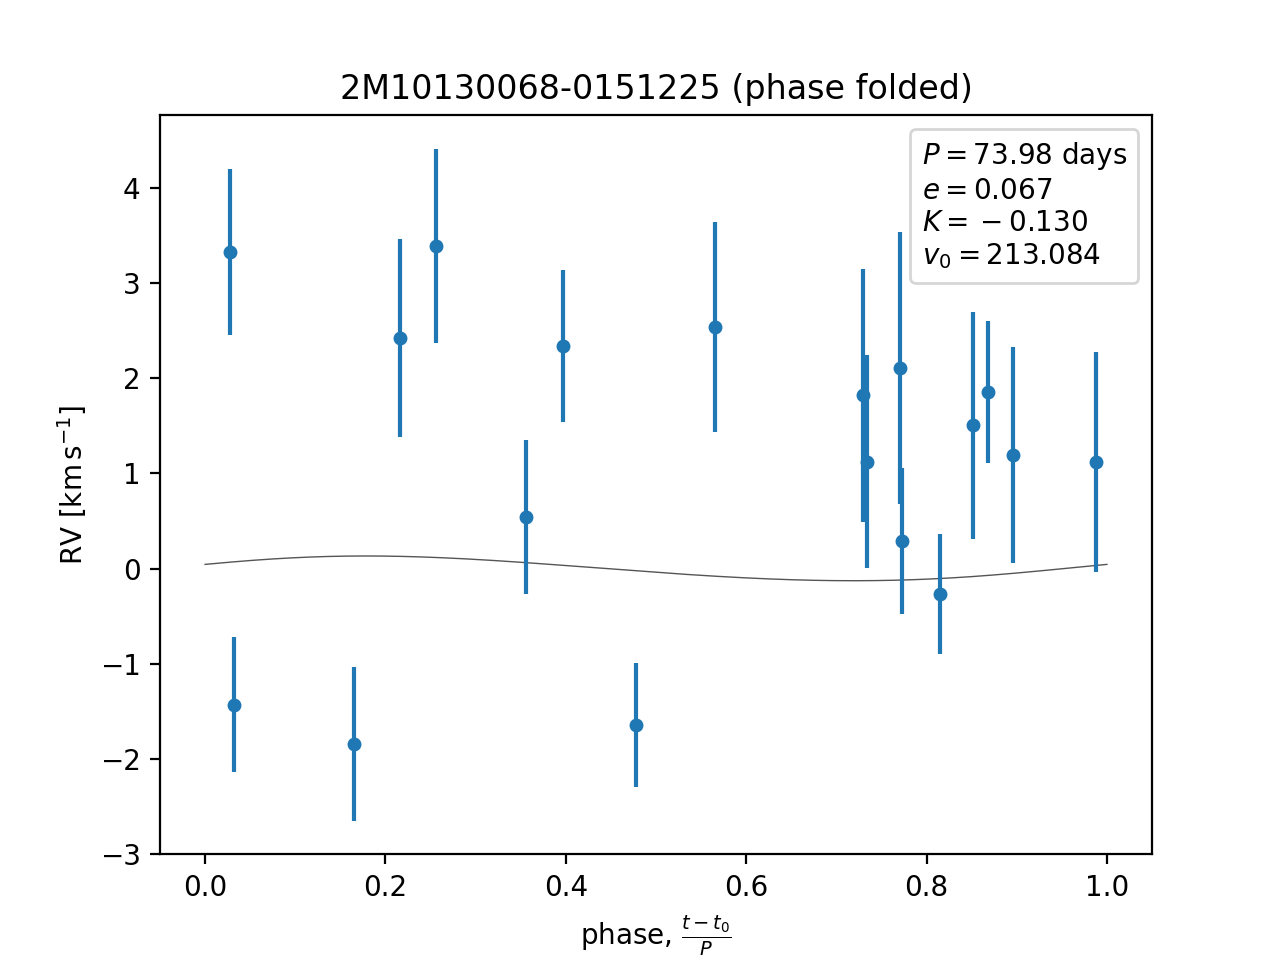 2M10130068-0151225 (phase folded)
P = 73.98 days
e = 0.067
K = −0.130
v₀ = 213.084
4
3
2
1
0
−1
−2
−3
RV [km s⁻¹]
0.0 0.2 0.4 0.6 0.8 1.0
phase, (t − t₀)/P